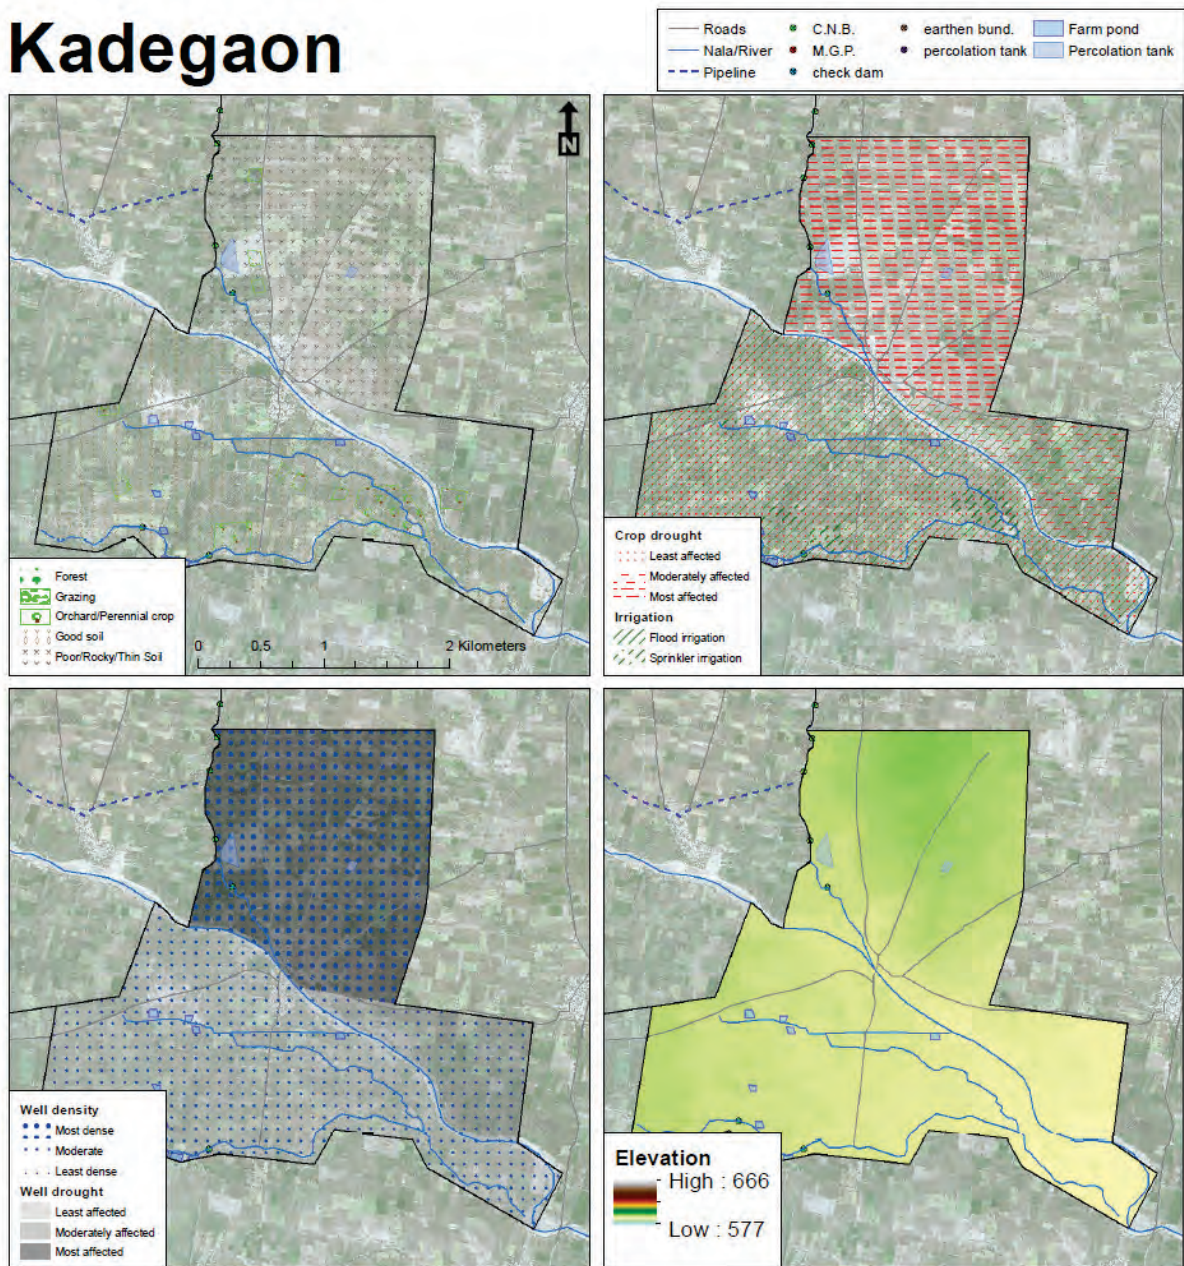 Kadegaon
Roads
Nala/River
Pipeline
C.N.B.
M.G.P.
check dam
earthen bund.
percolation tank
Farm pond
Percolation tank
N
Forest
Grazing
Orchard/Perennial crop
Good soil
Poor/Rocky/Thin Soil
0 0.5 1 2 Kilometers
Crop drought
Least affected
Moderately affected
Most affected
Irrigation
Flood irrigation
Sprinkler irrigation
Well density
Most dense
Moderate
Least dense
Well drought
Least affected
Moderately affected
Most affected
Elevation
High : 666
Low : 577